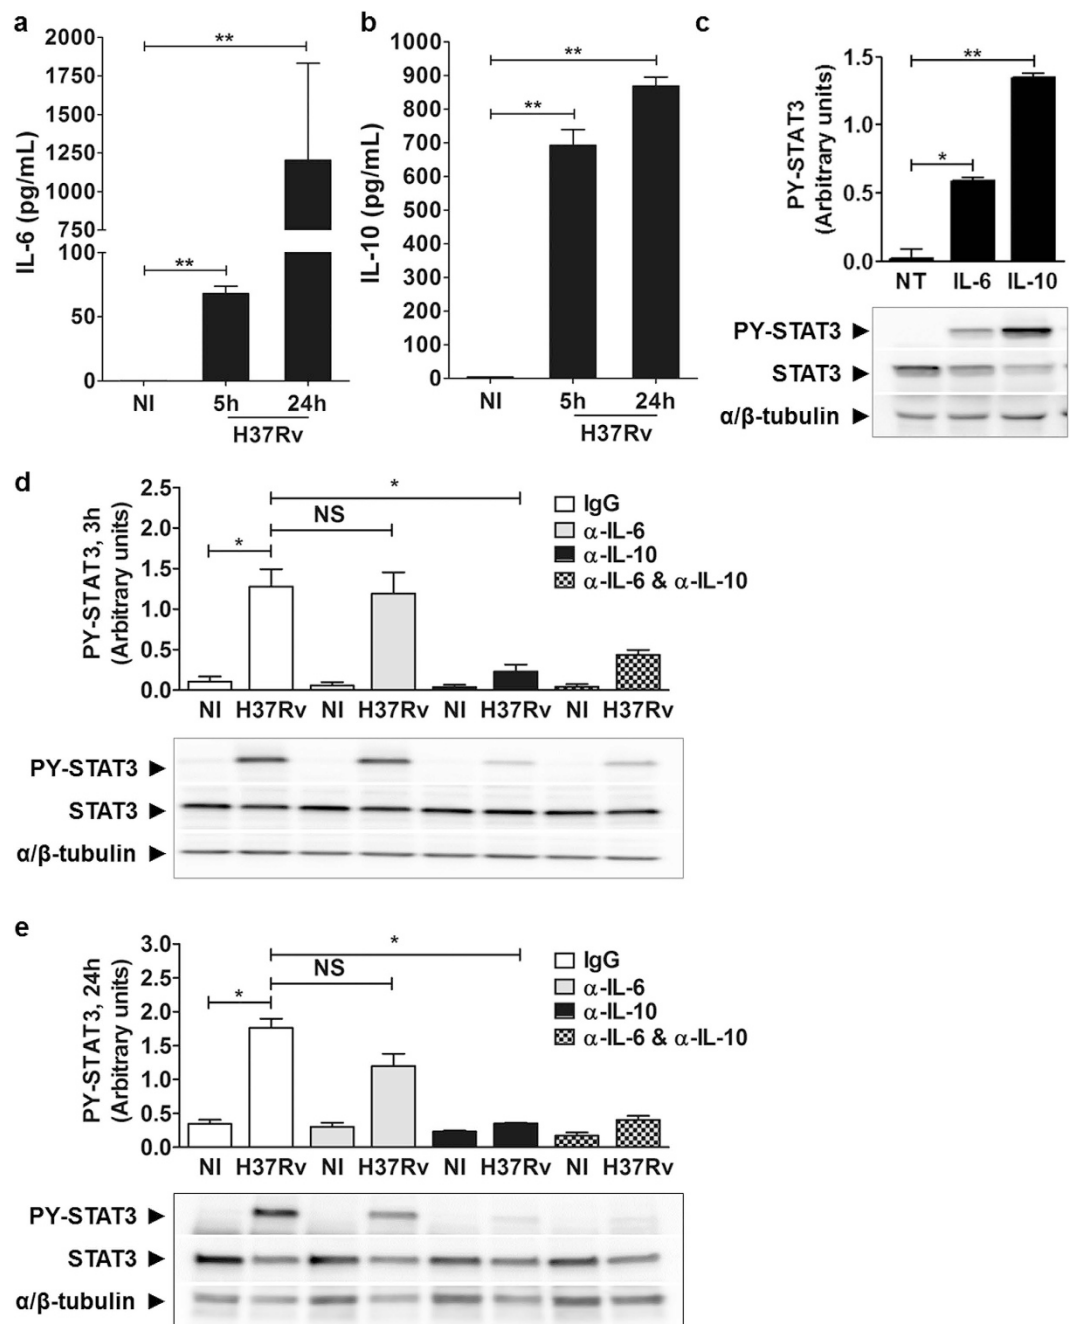 a
IL-6 (pg/mL)
2000
1750
1500
1250
1000
750
100
50
0
**
**
NI 5h 24h
H37Rv
b
IL-10 (pg/mL)
1000
900
800
700
600
500
400
300
200
100
0
**
**
NI 5h 24h
H37Rv
c
PY-STAT3
(Arbitrary units)
1.5
1.0
0.5
0.0
**
*
NT IL-6 IL-10
PY-STAT3 ►
STAT3 ►
α/β-tubulin ►
d
PY-STAT3, 3h
(Arbitrary units)
2.5
2.0
1.5
1.0
0.5
0.0
*
NS
*
IgG
α-IL-6
α-IL-10
α-IL-6 & α-IL-10
NI H37Rv NI H37Rv NI H37Rv NI H37Rv
PY-STAT3 ►
STAT3 ►
α/β-tubulin ►
e
PY-STAT3, 24h
(Arbitrary units)
3.0
2.5
2.0
1.5
1.0
0.5
0.0
*
NS
*
IgG
α-IL-6
α-IL-10
α-IL-6 & α-IL-10
NI H37Rv NI H37Rv NI H37Rv NI H37Rv
PY-STAT3 ►
STAT3 ►
α/β-tubulin ►